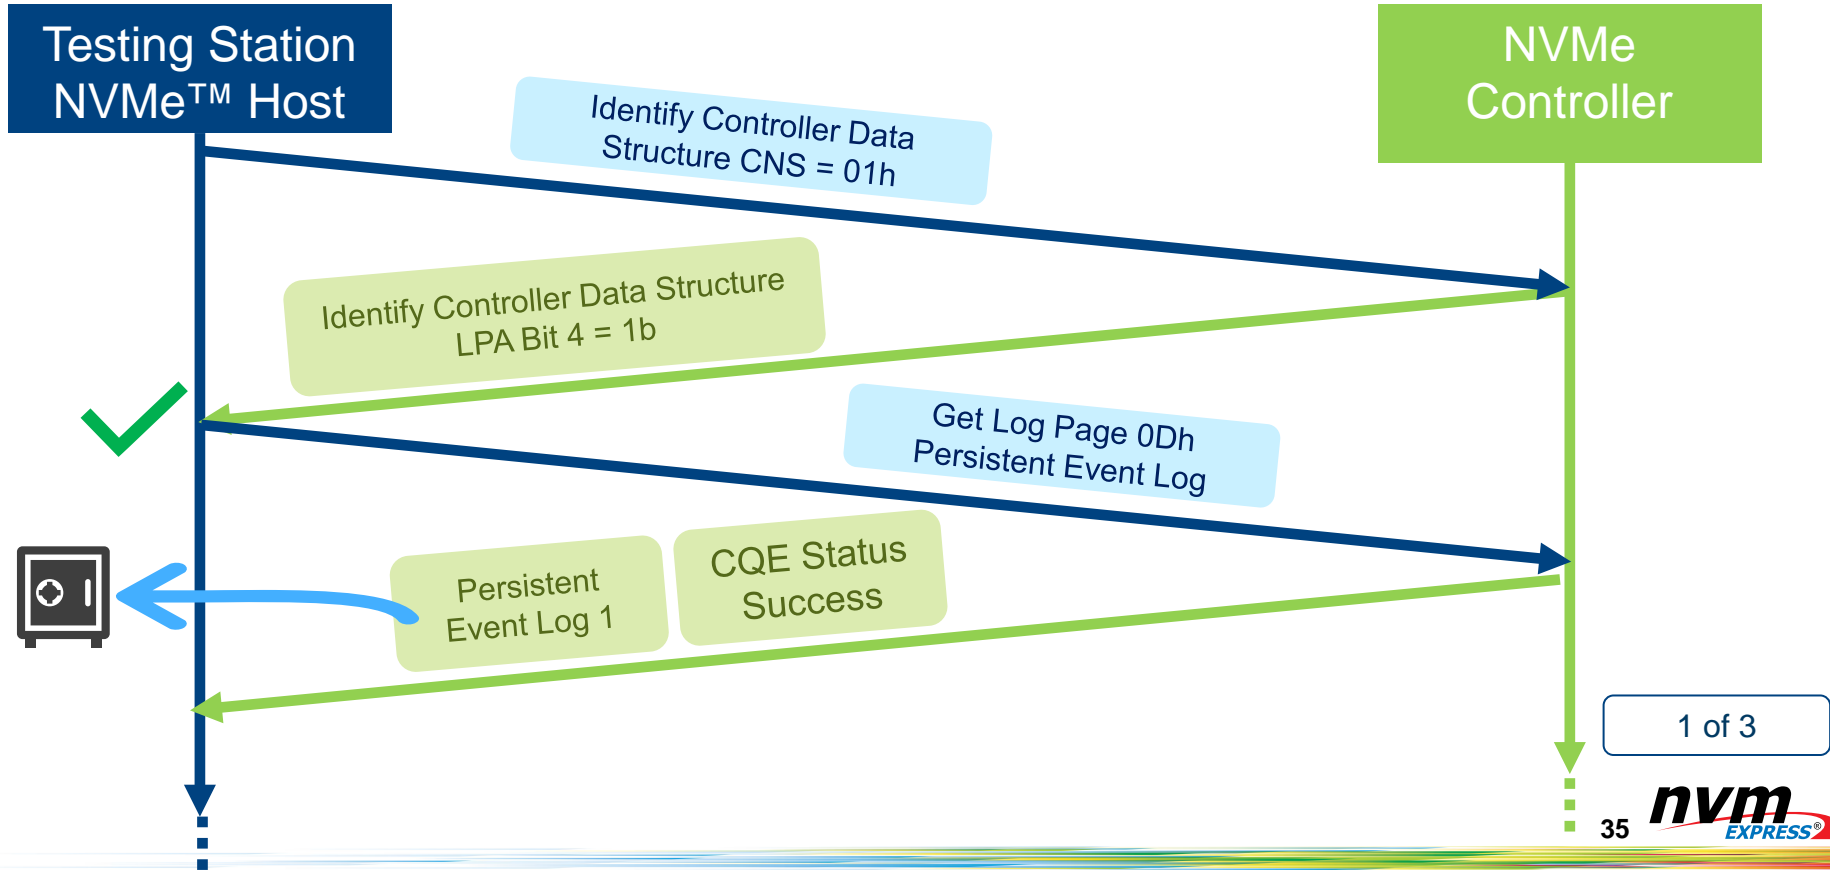 Testing Station
NVMe™ Host
NVMe
Controller
Identify Controller Data
Structure CNS = 01h
Identify Controller Data Structure
LPA Bit 4 = 1b
Get Log Page 0Dh
Persistent Event Log
CQE Status
Success
Persistent
Event Log 1
1 of 3
35
nvm
EXPRESS®